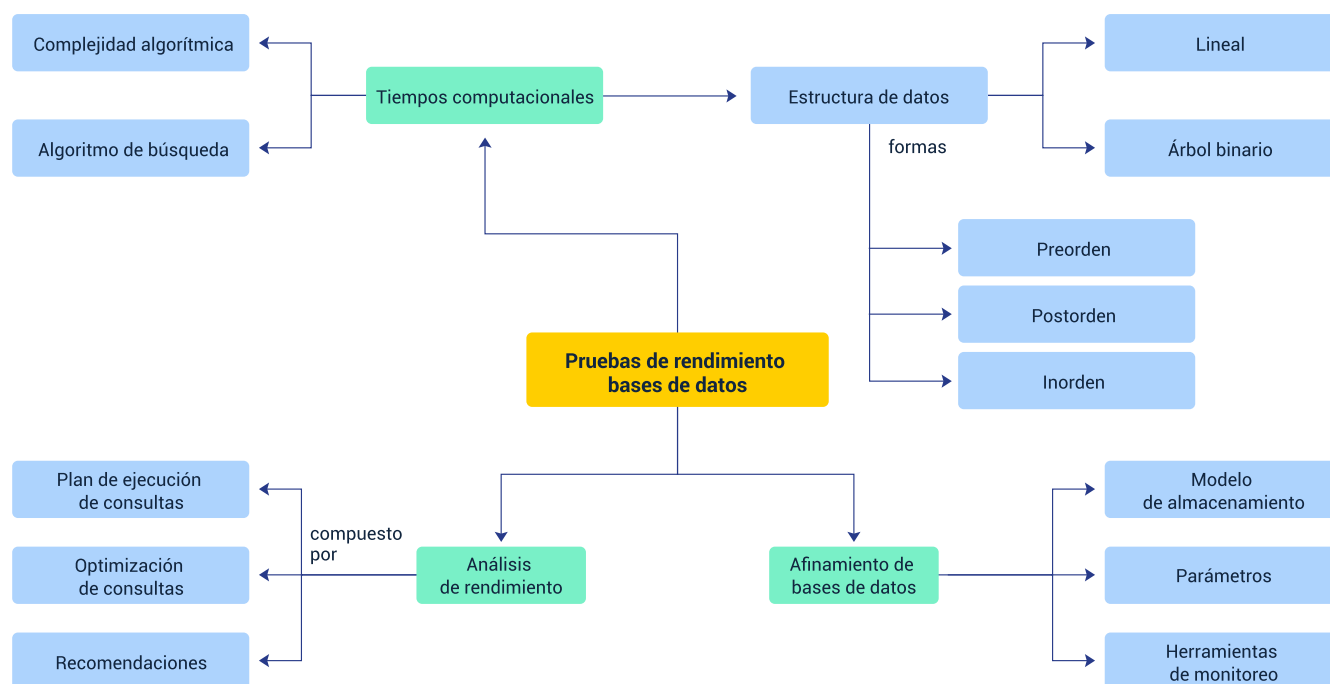 Complejidad algorítmica
Algoritmo de búsqueda
Tiempos computacionales
Estructura de datos
formas
Lineal
Árbol binario
Preorden
Postorden
Inorden
Pruebas de rendimiento
bases de datos
Plan de ejecución
de consultas
Optimización
de consultas
Recomendaciones
compuesto
por
Análisis
de rendimiento
Afinamiento de
bases de datos
Modelo
de almacenamiento
Parámetros
Herramientas
de monitoreo